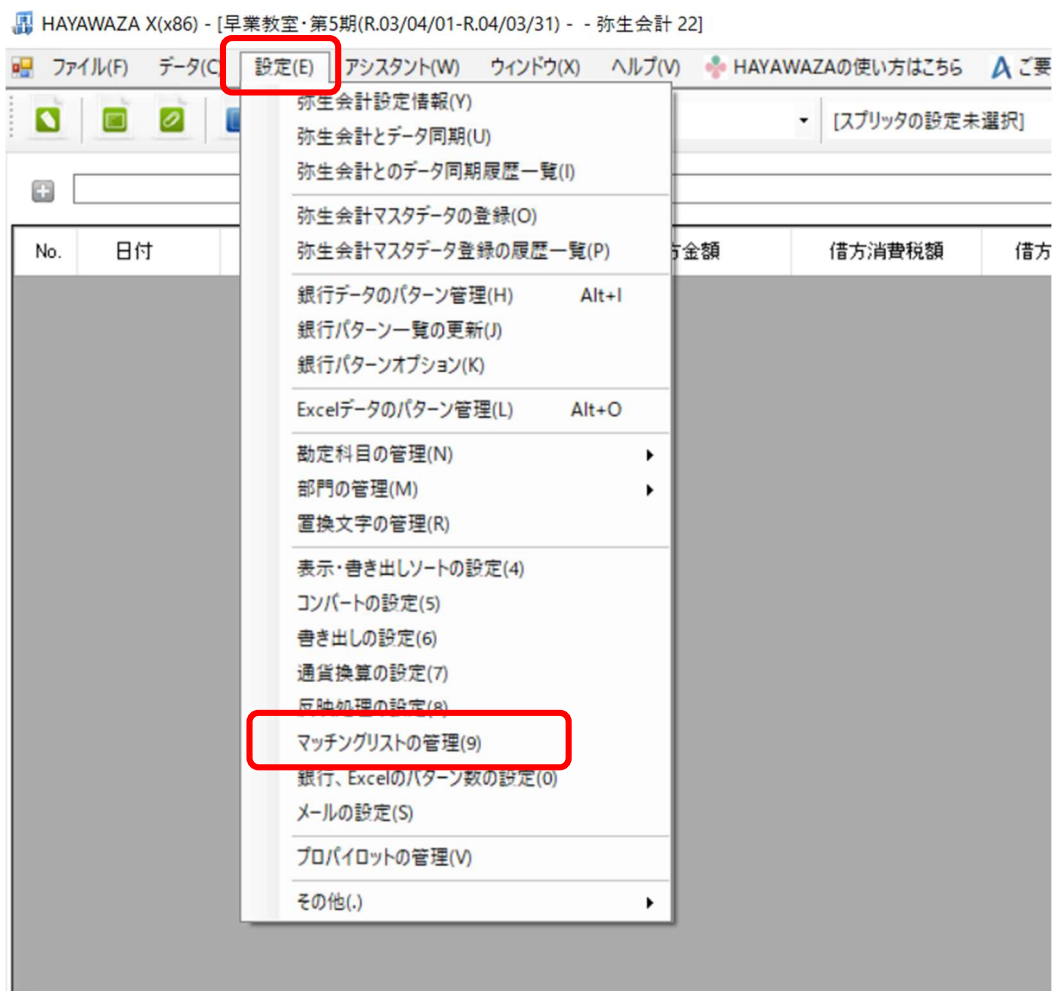 HAYAWAZA X(x86) - [早業教室・第5期(R.03/04/01-R.04/03/31) - - 弥生会計 22]
ファイル(F) データ(C) 設定(E) アシスタント(W) ウィンドウ(X) ヘルプ(V) HAYAWAZAの使い方はこちら ご要
[スプリッタの設定未選択]
No. 日付 方金額 借方消費税額 借方
弥生会計設定情報(Y)
弥生会計とデータ同期(U)
弥生会計とのデータ同期履歴一覧(I)
弥生会計マスタデータの登録(O)
弥生会計マスタデータ登録の履歴一覧(P)
銀行データのパターン管理(H) Alt+I
銀行パターン一覧の更新(J)
銀行パターンオプション(K)
Excelデータのパターン管理(L) Alt+O
勘定科目の管理(N)
部門の管理(M)
置換文字の管理(R)
表示・書き出しソートの設定(4)
コンバートの設定(5)
書き出しの設定(6)
通貨換算の設定(7)
反映処理の設定(8)
マッチングリストの管理(9)
銀行、Excelのパターン数の設定(0)
メールの設定(S)
プロパイロットの管理(V)
その他(.)